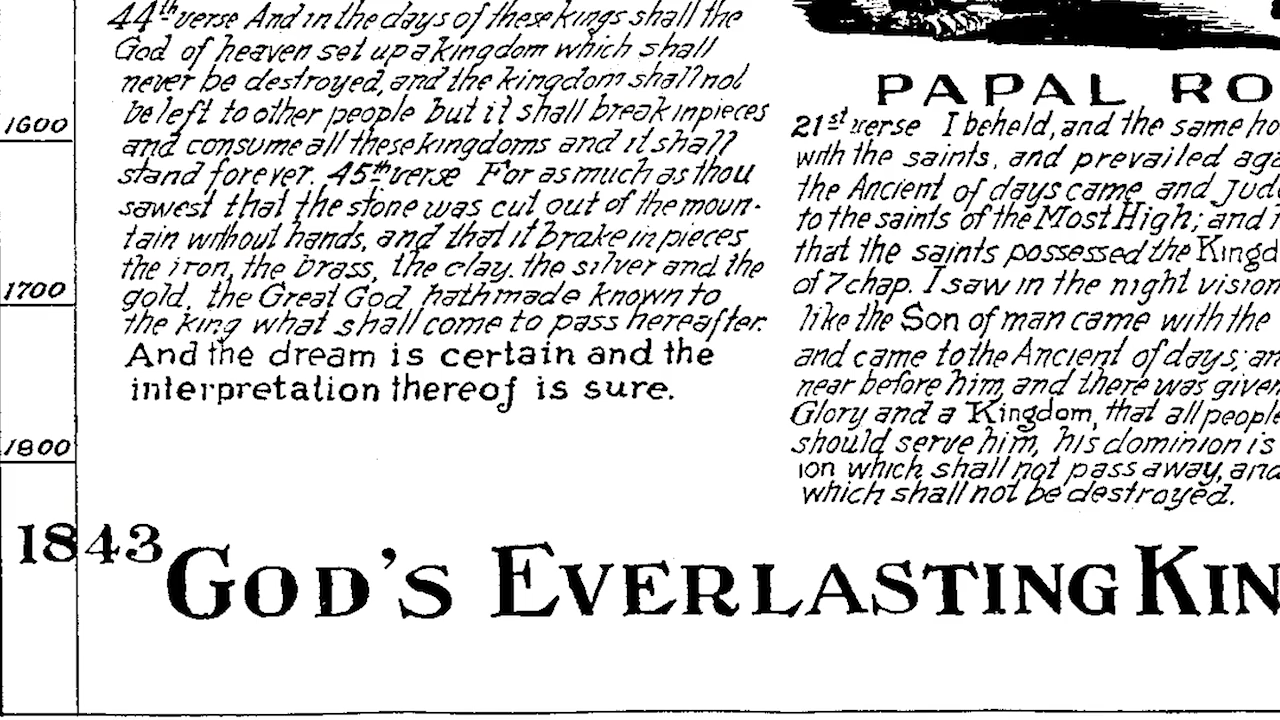 44th verse And in the days of these kings shall the
God of heaven set up a kingdom which shall
never be destroyed, and the kingdom shall not
be left to other people but it shall break in pieces
and consume all these kingdoms and it shall
stand forever. 45th verse For as much as thou
sawest that the stone was cut out of the moun-
tain without hands, and that it brake in pieces
the iron, the brass, the clay, the silver and the
gold, the Great God hath made known to
the king what shall come to pass hereafter.
And the dream is certain and the
interpretation thereof is sure.
PAPAL RO
21st verse I beheld, and the same ho
with the saints, and prevailed aga
the Ancient of days came, and Jud
to the saints of the Most High; and i
that the saints possessed the Kingd
of 7 chap. I saw in the night vision
like the Son of man came with the
and came to the Ancient of days; an
near before him, and there was given
Glory and a Kingdom, that all people
should serve him, his dominion is
ion which shall not pass away, and
which shall not be destroyed.
1600
1700
1800
1843
GOD'S EVERLASTING KIN